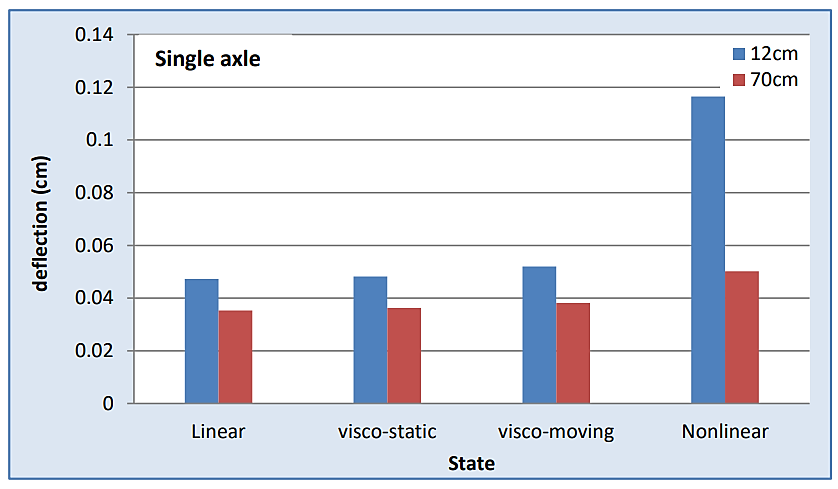 Single axle
12cm
70cm
0.14
0.12
0.1
0.08
0.06
0.04
0.02
0
deflection (cm)
Linear visco-static visco-moving Nonlinear
State